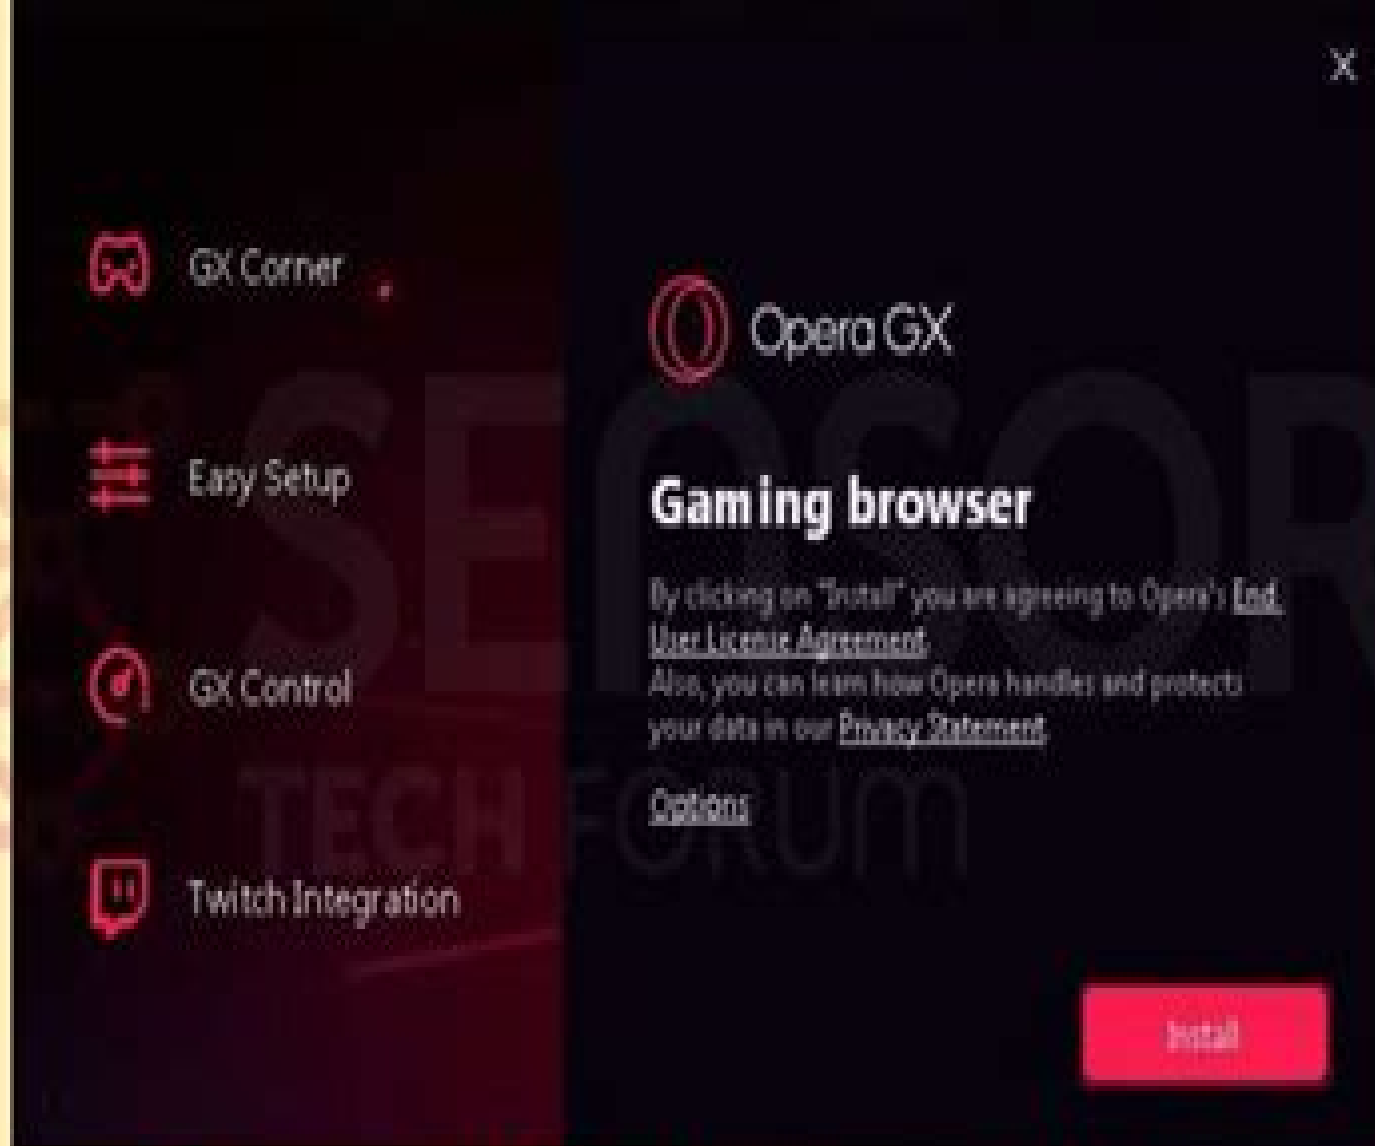 X
GX Corner
Easy Setup
GX Control
Twitch Integration
Opera GX
Gaming browser
By clicking on "Install" you are agreeing to Opera's End
User License Agreement.
Also, you can learn how Opera handles and protects
your data in our Privacy Statement.
Options
Install
SENSOR
TECH FORUM